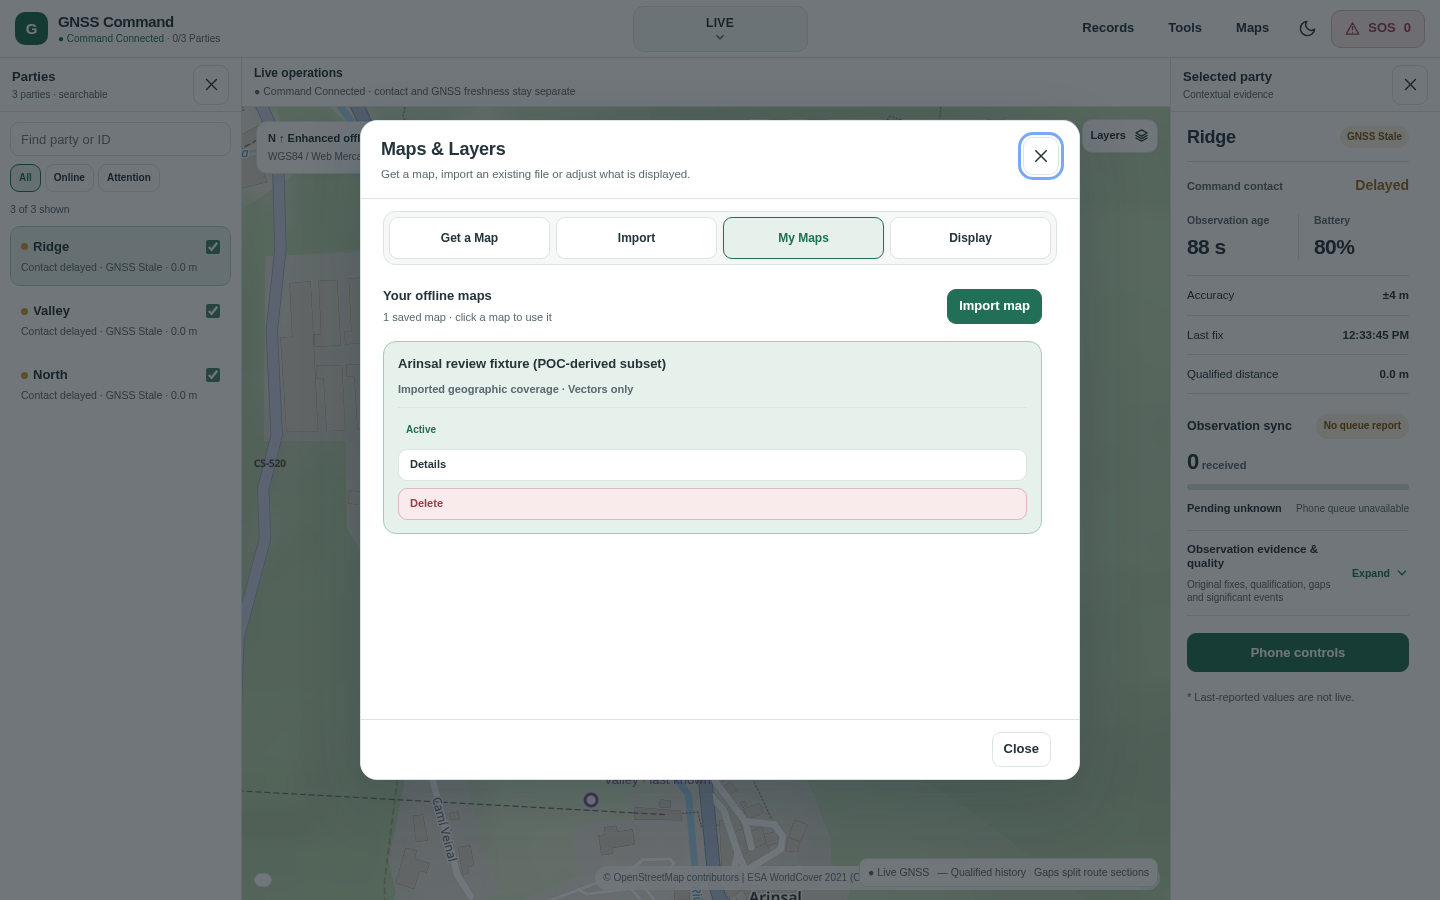 G
GNSS Command
● Command Connected · 0/3 Parties
LIVE
Records
Tools
Maps
SOS 0
Parties
3 parties · searchable
Find party or ID
All
Online
Attention
3 of 3 shown
Ridge
Contact delayed · GNSS Stale · 0.0 m
Valley
Contact delayed · GNSS Stale · 0.0 m
North
Contact delayed · GNSS Stale · 0.0 m
Live operations
● Command Connected · contact and GNSS freshness stay separate
N ↑ Enhanced offl
WGS84 / Web Merca
Layers
CS-520
Maps & Layers
Get a map, import an existing file or adjust what is displayed.
Get a Map
Import
My Maps
Display
Your offline maps
1 saved map · click a map to use it
Import map
Arinsal review fixture (POC-derived subset)
Imported geographic coverage · Vectors only
Active
Details
Delete
Close
Valley · last known
Camí Veïnal
© OpenStreetMap contributors | ESA WorldCover 2021 (C
● Live GNSS — Qualified history Gaps split route sections
Arinsal
Selected party
Contextual evidence
Ridge
GNSS Stale
Command contact
Delayed
Observation age
88 s
Battery
80%
Accuracy
±4 m
Last fix
12:33:45 PM
Qualified distance
0.0 m
Observation sync
No queue report
0 received
Pending unknown
Phone queue unavailable
Observation evidence &
quality
Original fixes, qualification, gaps
and significant events
Expand
Phone controls
* Last-reported values are not live.